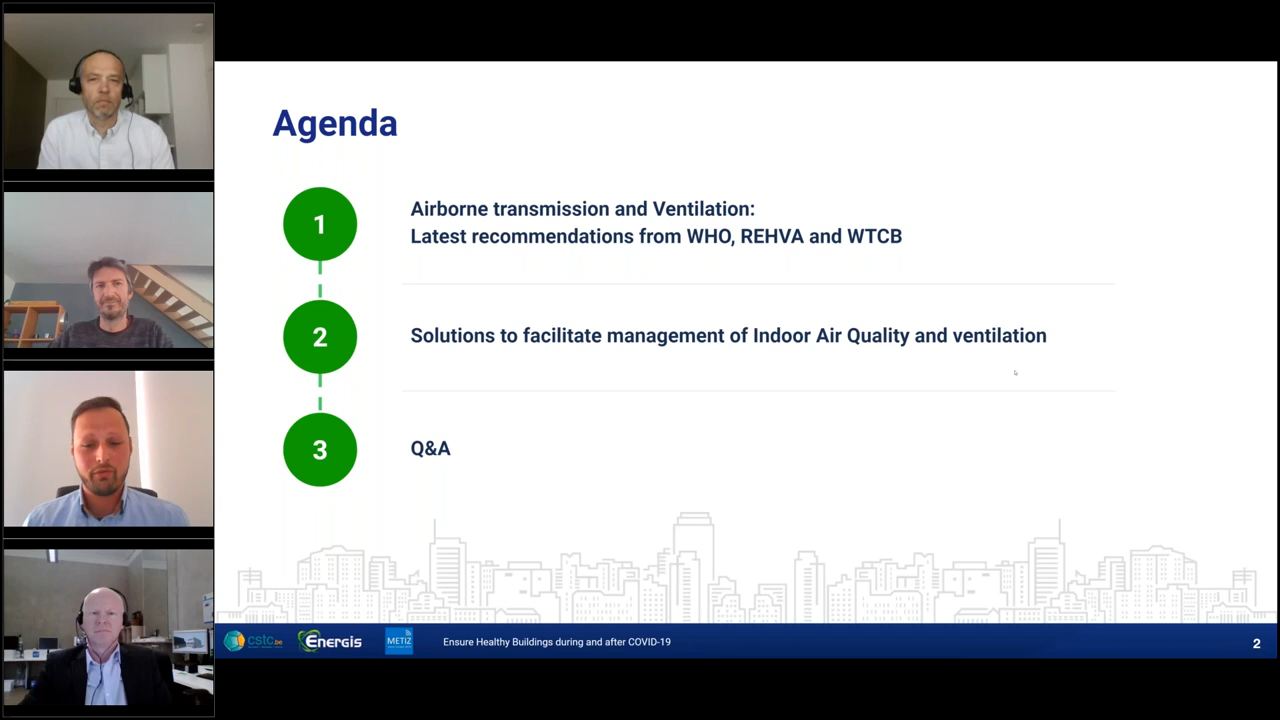 Agenda
1
Airborne transmission and Ventilation:
Latest recommendations from WHO, REHVA and WTCB
2
Solutions to facilitate management of Indoor Air Quality and ventilation
3
Q&A
cstc.be
Energis
METIZ
Ensure Healthy Buildings during and after COVID-19
2